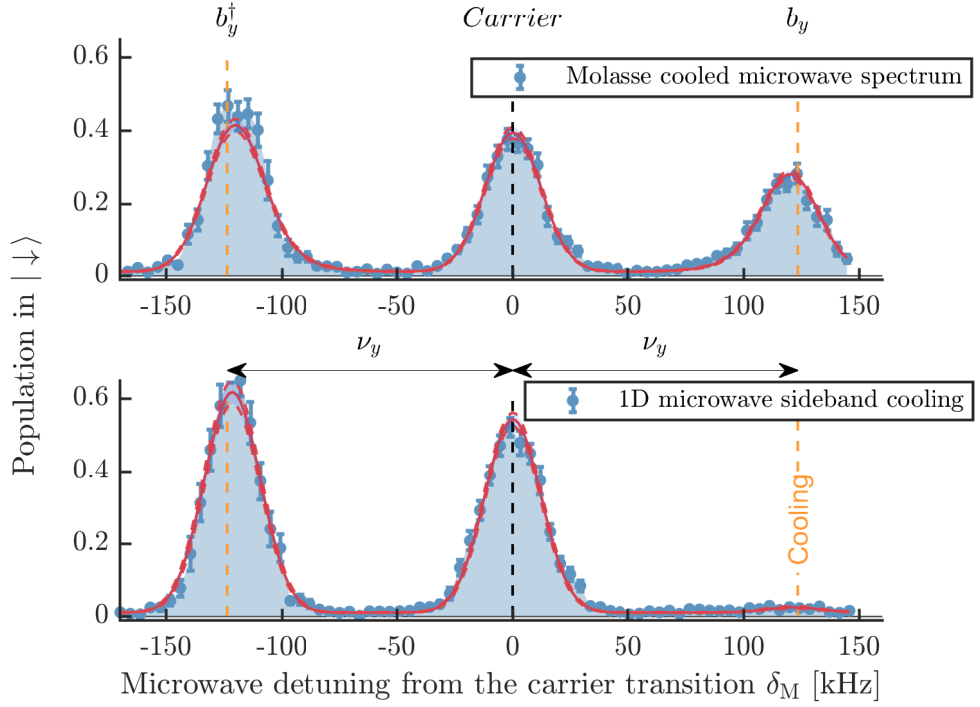 b_y^† Carrier b_y
0.6
Molasse cooled microwave spectrum
0.4
0.2
0
-150 -100 -50 0 50 100 150
ν_y ν_y
0.6
1D microwave sideband cooling
0.4
0.2
0
Cooling
-150 -100 -50 0 50 100 150
Microwave detuning from the carrier transition δ_M [kHz]
Population in |↓⟩